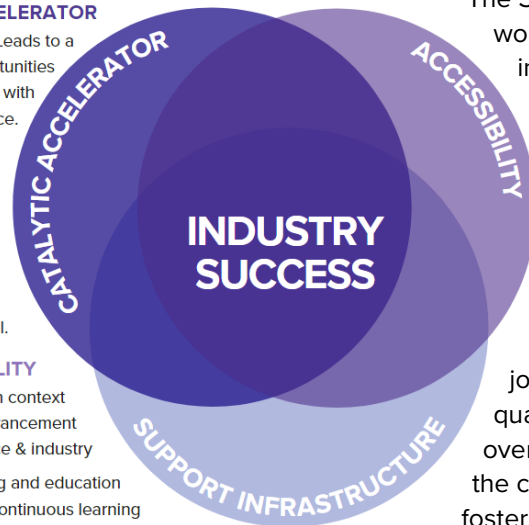 ELERATOR
Leads to a
tunities
with
ce.
l.
LITY
n context
ancement
e & industry
g and education
ontinuous learning
CATALYTIC ACCELERATOR
ACCESSIBILITY
INDUSTRY
SUCCESS
SUPPORT INFRASTRUCTURE
The S
wo
in
jo
qua
over
the c
foster